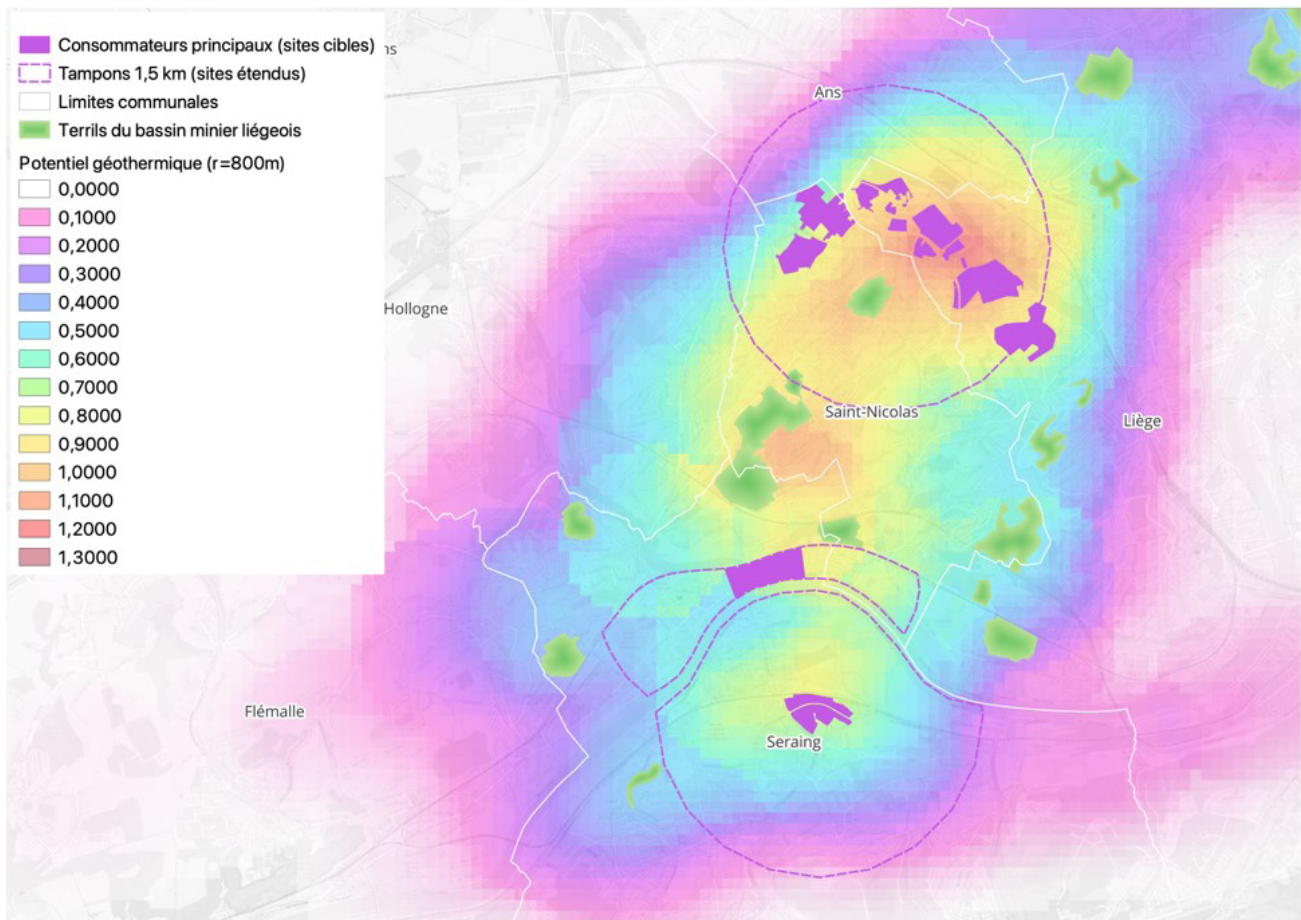 Consommateurs principaux (sites cibles)
Tampons 1,5 km (sites étendus)
Limites communales
Terrils du bassin minier liégeois
Potentiel géothermique (r=800m)
0,0000
0,1000
0,2000
0,3000
0,4000
0,5000
0,6000
0,7000
0,8000
0,9000
1,0000
1,1000
1,2000
1,3000
ns
Ans
Hollogne
Saint-Nicolas
Liège
Flémalle
Seraing